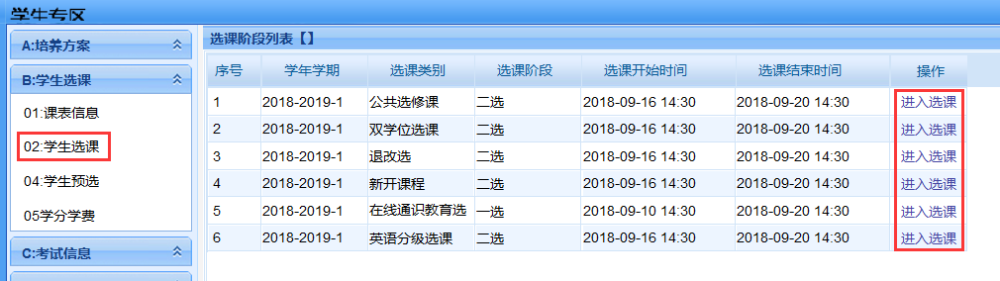 学生专区
A:培养方案
B:学生选课
01:课表信息
02:学生选课
04:学生预选
05学分学费
C:考试信息
选课阶段列表【】
序号 学年学期 选课类别 选课阶段 选课开始时间 选课结束时间 操作
1 2018-2019-1 公共选修课 二选 2018-09-16 14:30 2018-09-20 14:30 进入选课
2 2018-2019-1 双学位选课 二选 2018-09-16 14:30 2018-09-20 14:30 进入选课
3 2018-2019-1 退改选 二选 2018-09-16 14:30 2018-09-20 14:30 进入选课
4 2018-2019-1 新开课程 二选 2018-09-16 14:30 2018-09-20 14:30 进入选课
5 2018-2019-1 在线通识教育选 一选 2018-09-10 14:30 2018-09-20 14:30 进入选课
6 2018-2019-1 英语分级选课 二选 2018-09-16 14:30 2018-09-20 14:30 进入选课